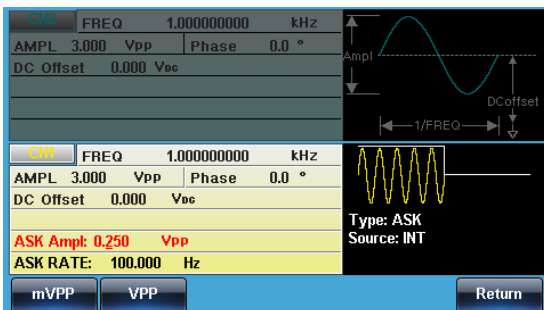 CH2 FREQ 1.000000000 kHz
AMPL 3.000 Vpp Phase 0.0 °
DC Offset 0.000 VDC
Ampl
DCoffset
1/FREQ
CH1 FREQ 1.000000000 kHz
AMPL 3.000 Vpp Phase 0.0 °
DC Offset 0.000 VDC
ASK Ampl: 0.250 Vpp
ASK RATE: 100.000 Hz
Type: ASK
Source: INT
mVPP VPP Return